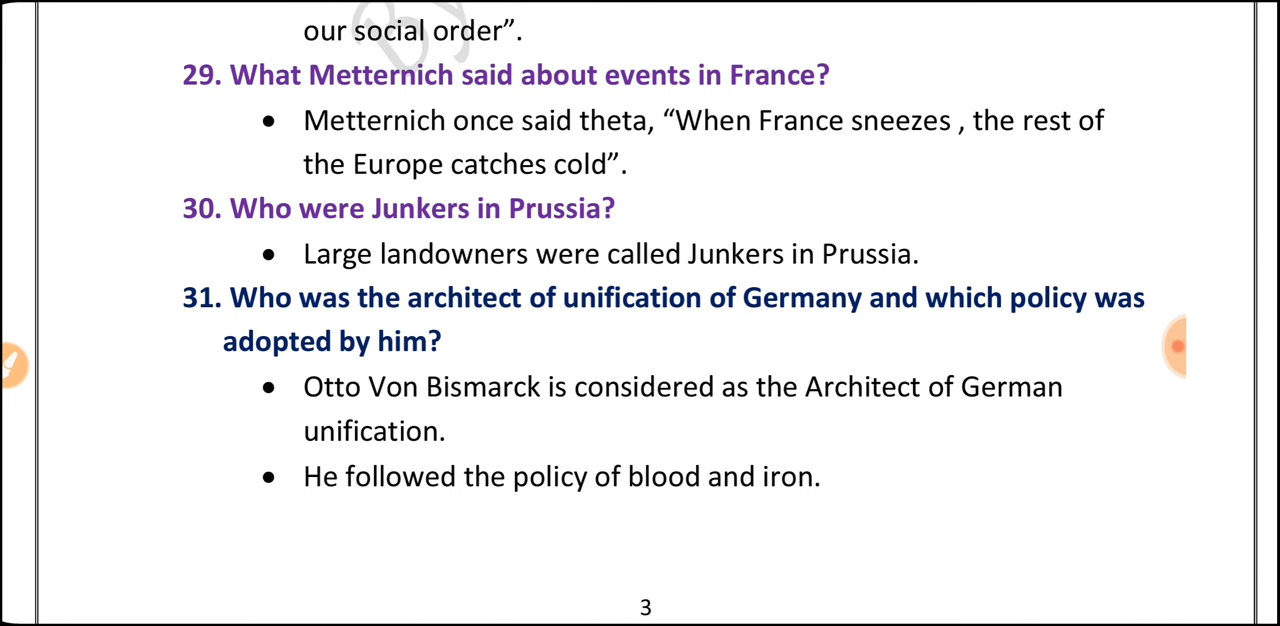 our social order”.
29. What Metternich said about events in France?
• Metternich once said theta, “When France sneezes , the rest of
the Europe catches cold”.
30. Who were Junkers in Prussia?
• Large landowners were called Junkers in Prussia.
31. Who was the architect of unification of Germany and which policy was
adopted by him?
• Otto Von Bismarck is considered as the Architect of German
unification.
• He followed the policy of blood and iron.
3